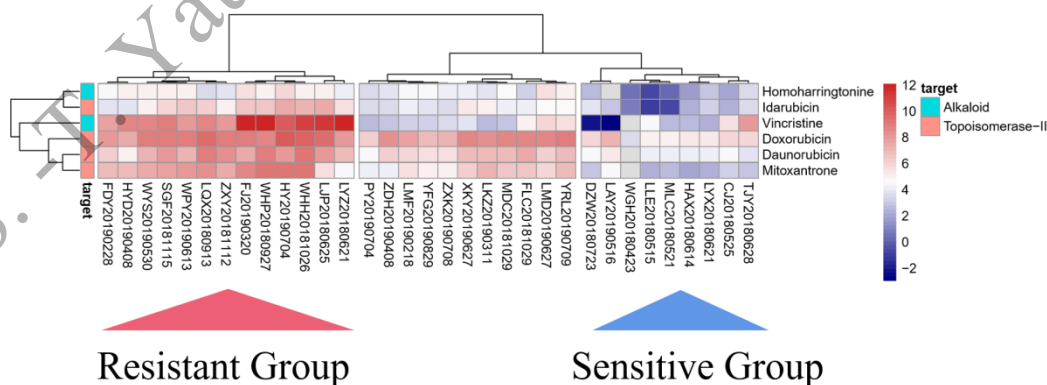 Homoharringtonine
Idarubicin
Vincristine
Doxorubicin
Daunorubicin
Mitoxantrone
target
FDY20190228
HYD20190408
WYS20190530
SGF20181115
WPY20190613
LQX20180913
ZXY20181112
FJ20190320
WHP20180927
HY20190704
WHH20181026
LJP20180625
LYZ20180621
PY20190704
ZDH20190408
LMF20190218
YFG20190829
ZXK20190708
XKY20190627
LKZ20190311
MDC20181029
FLC20181029
LMD20190627
YRL20190709
DZW20180723
LAY20190516
WGH20180423
LLE20180515
MLC20180521
HAX20180614
LYX20180621
CJ20180525
TJY20180628
12
10
8
6
4
2
0
−2
target
Alkaloid
Topoisomerase−II
Resistant Group
Sensitive Group